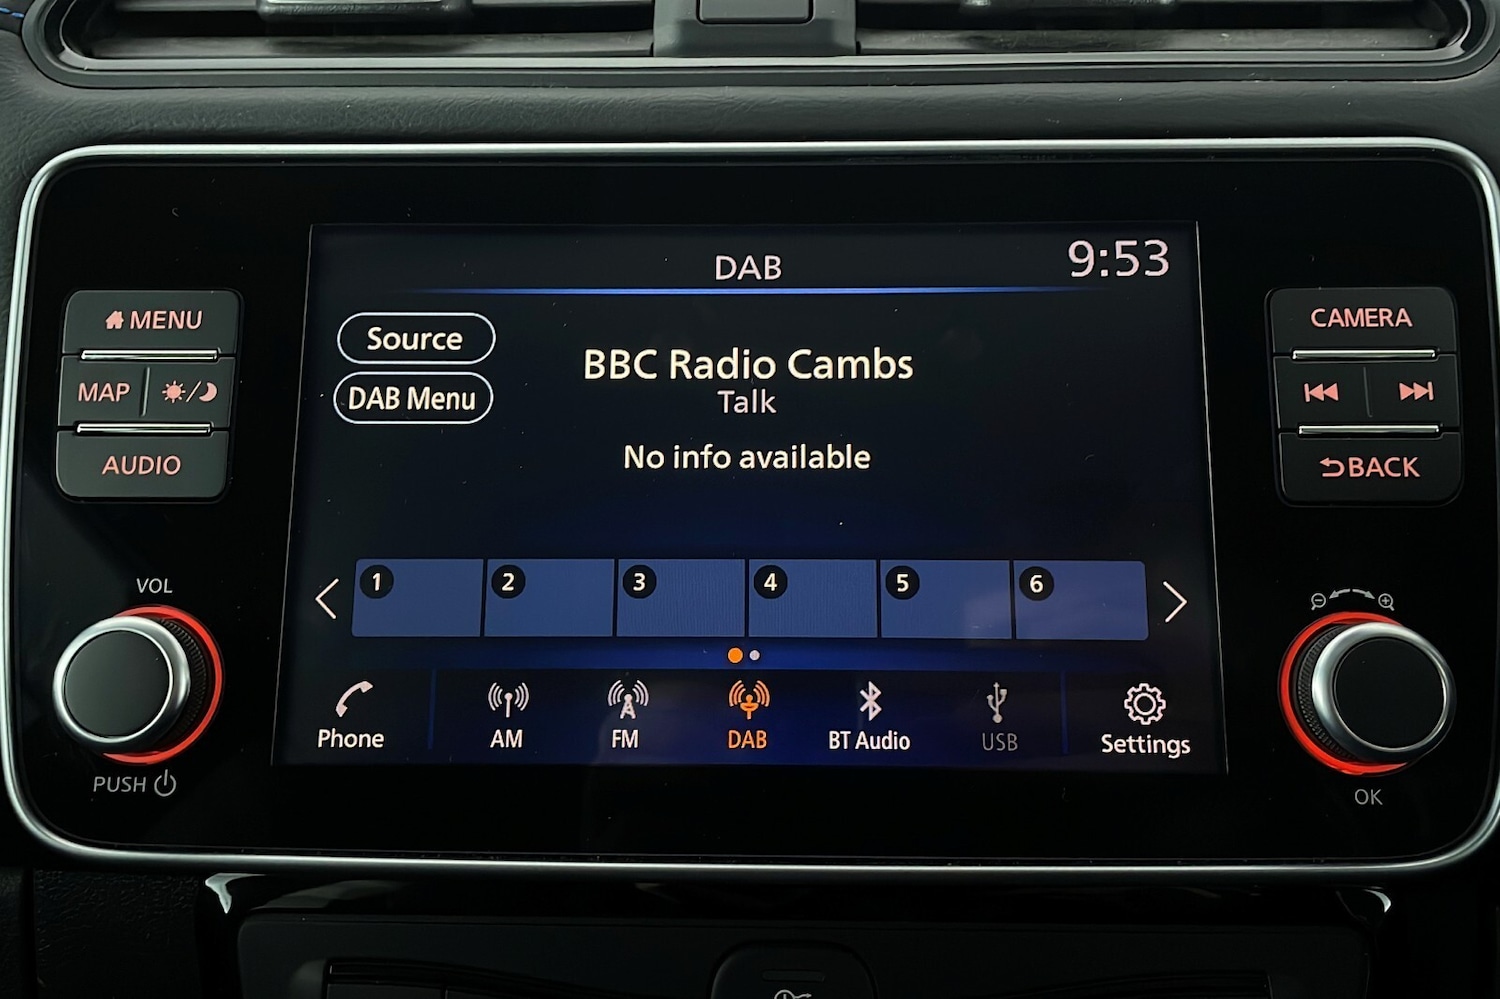 DAB
9:53
Source
BBC Radio Cambs
Talk
DAB Menu
No info available
1 2 3 4 5 6
Phone AM FM DAB BT Audio USB Settings
MENU
MAP
AUDIO
VOL
PUSH
CAMERA
BACK
OK